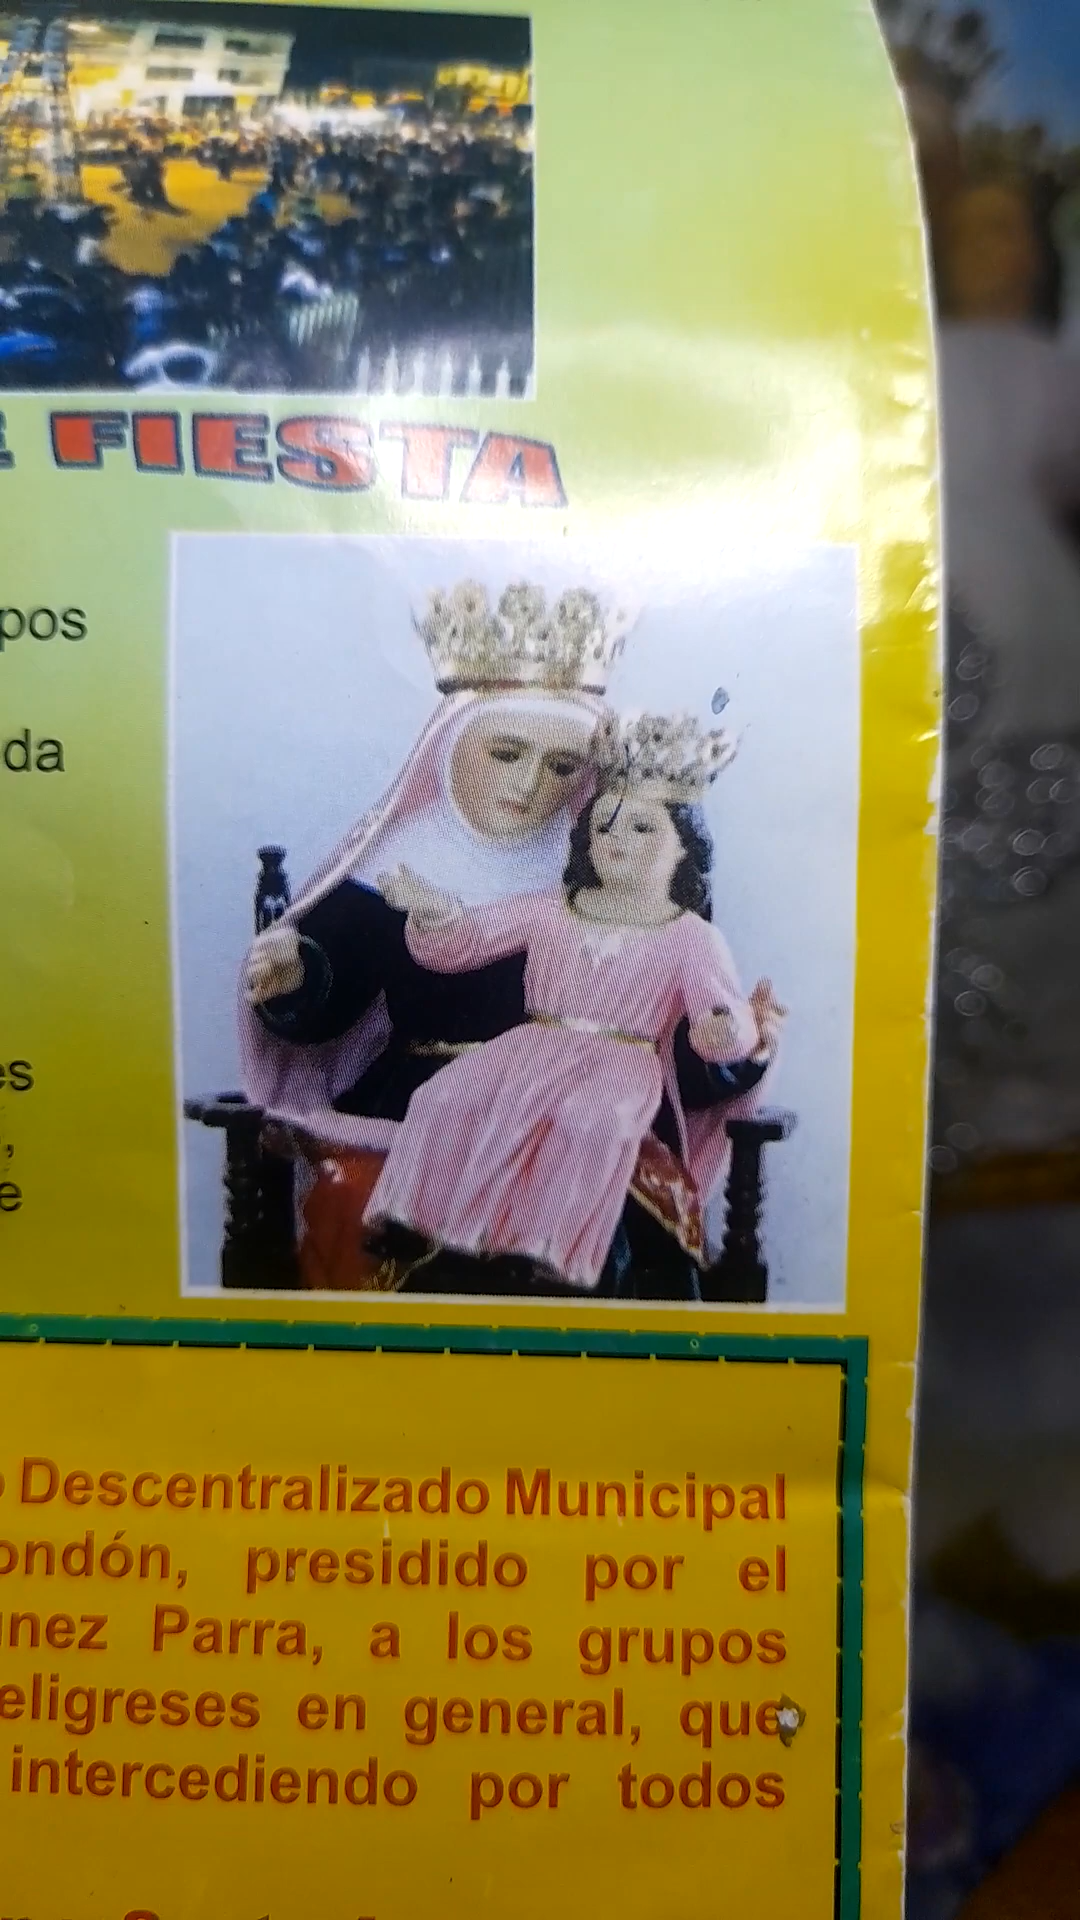 FIESTA
pos
da
es
,
e
Descentralizado Municipal
ondón, presidido por el
nez Parra, a los grupos
eligreses en general, que
intercediendo por todos